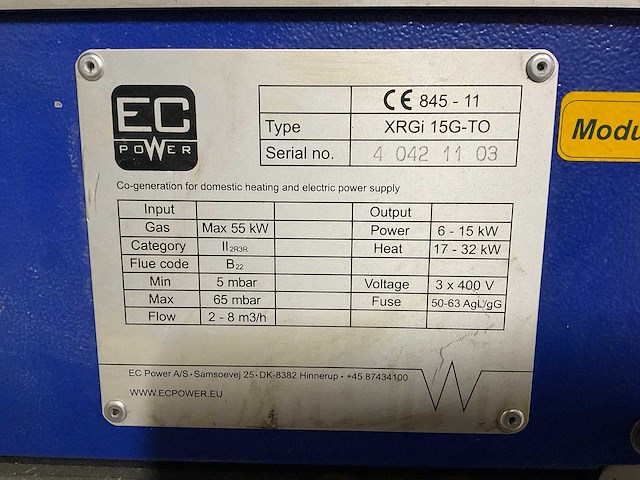 EC
POWER
CE 845 - 11
Type XRGi 15G-TO
Serial no. 4 042 11 03
Modu
Co-generation for domestic heating and electric power supply
Input Output
Gas Max 55 kW Power 6 - 15 kW
Category II2R3R Heat 17 - 32 kW
Flue code B22
Min 5 mbar Voltage 3 x 400 V
Max 65 mbar Fuse 50-63 AgL/gG
Flow 2 - 8 m3/h
EC Power A/S · Samsoevej 25 · DK-8382 Hinnerup · +45 87434100
WWW.ECPOWER.EU